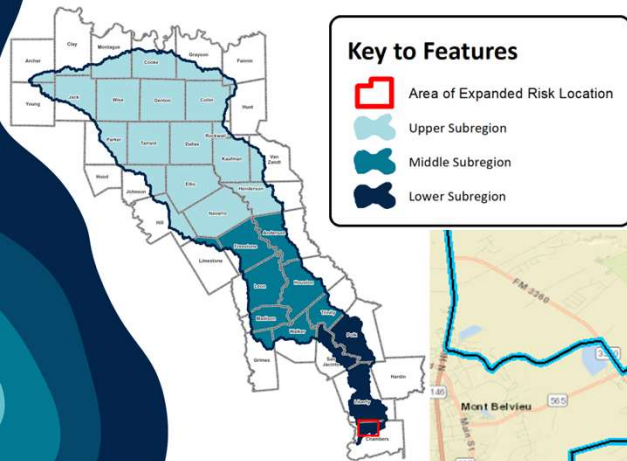 Clay
Montague
Cooke
Grayson
Fannin
Archer
Young
Jack
Wise
Denton
Collin
Hunt
Parker
Tarrant
Dallas
Rockwall
Kaufman
Van
Zandt
Hood
Johnson
Ellis
Henderson
Hill
Navarro
Anderson
Freestone
Limestone
Leon
Houston
Madison
Trinity
Walker
Polk
Grimes
San
Jacinto
Hardin
Liberty
Chambers
Key to Features
Area of Expanded Risk Location
Upper Subregion
Middle Subregion
Lower Subregion
FM 3360
146
Mont Belvieu
565
Main St